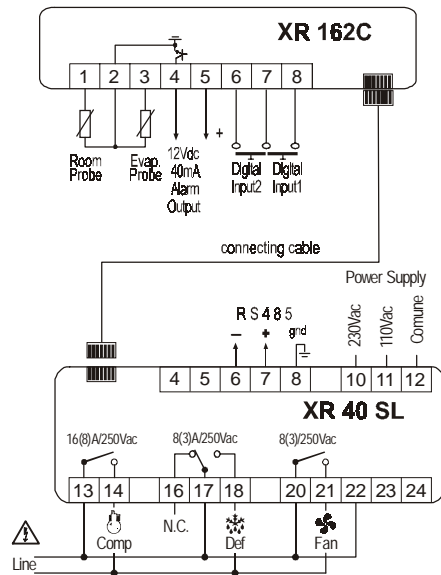 XR 162C
1 2 3 4 5 6 7 8
+
Room
Probe
Evap.
Probe
12Vdc
40mA
Alarm
Output
Digital
Input2
Digital
Input1
connecting cable
Power Supply
RS485
- + gnd
230Vac
110Vac
Comune
4 5 6 7 8 10 11 12
XR 40 SL
16(8)A/250Vac
8(3)A/250Vac
8(3)/250Vac
13 14 16 17 18 20 21 22 23 24
Comp
N.C.
Def
Fan
Line